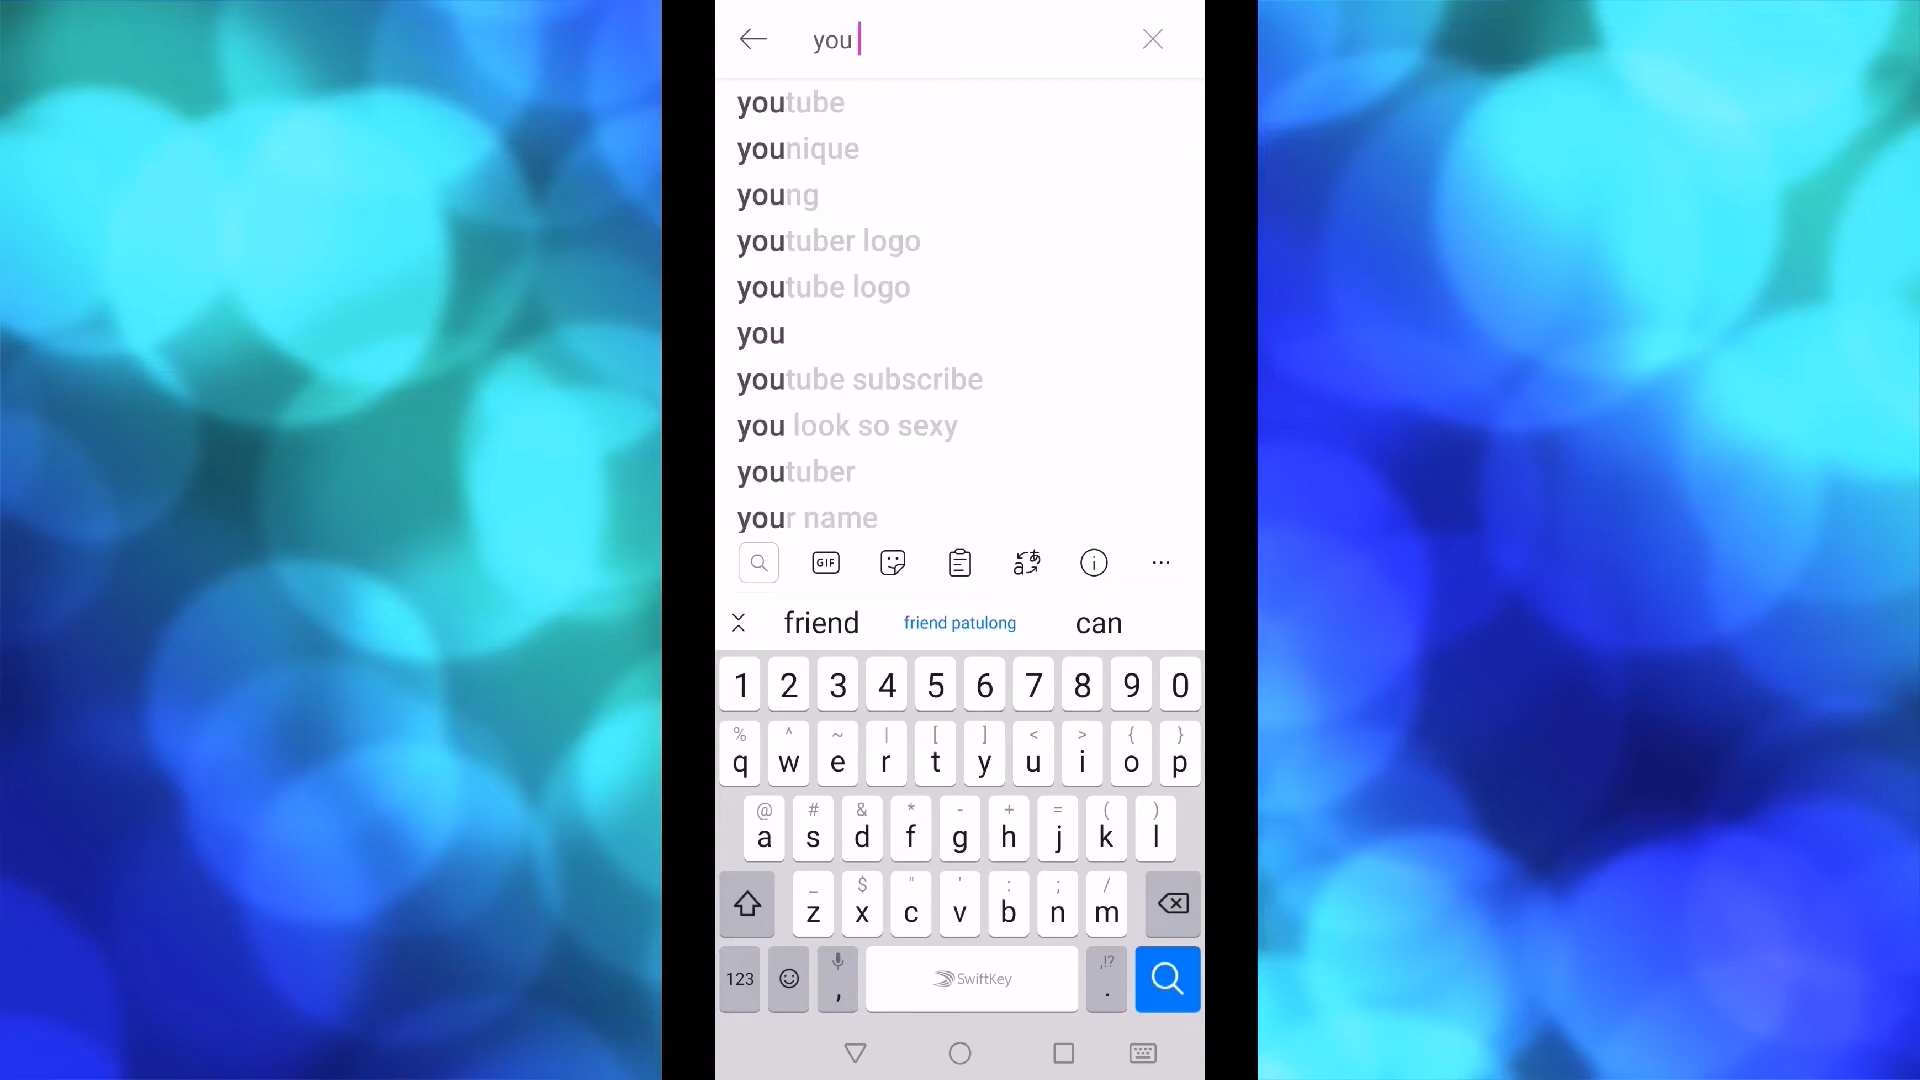 you
youtube
younique
young
youtuber logo
youtube logo
you
youtube subscribe
you look so sexy
youtuber
your name
GIF
friend friend patulong can
1 2 3 4 5 6 7 8 9 0
% ^ ~ | [ ] < > { }
q w e r t y u i o p
@ # & * - + = ( )
a s d f g h j k l
_ $ " ' : ; /
z x c v b n m
123 , SwiftKey ,!? .